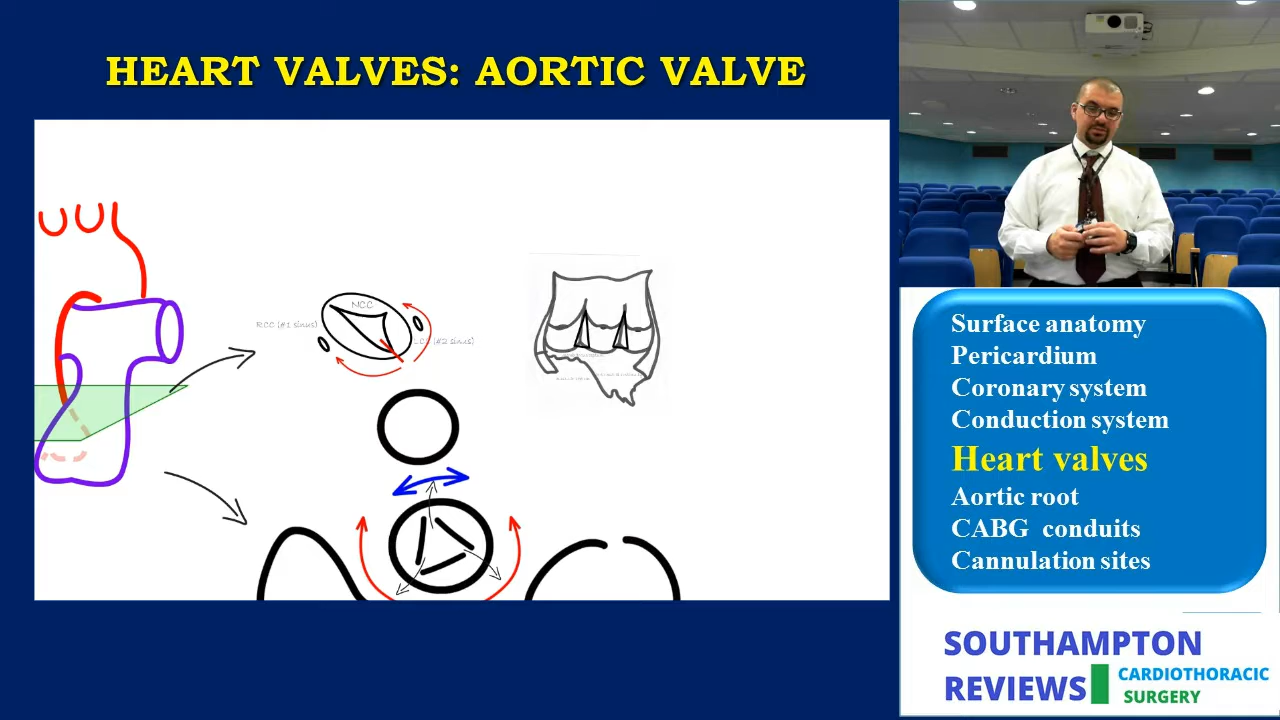 HEART VALVES: AORTIC VALVE
NCC
RCC (#1 sinus)
(#2 sinus)
Surface anatomy
Pericardium
Coronary system
Conduction system
Heart valves
Aortic root
CABG conduits
Cannulation sites
SOUTHAMPTON
REVIEWS
CARDIOTHORACIC
SURGERY